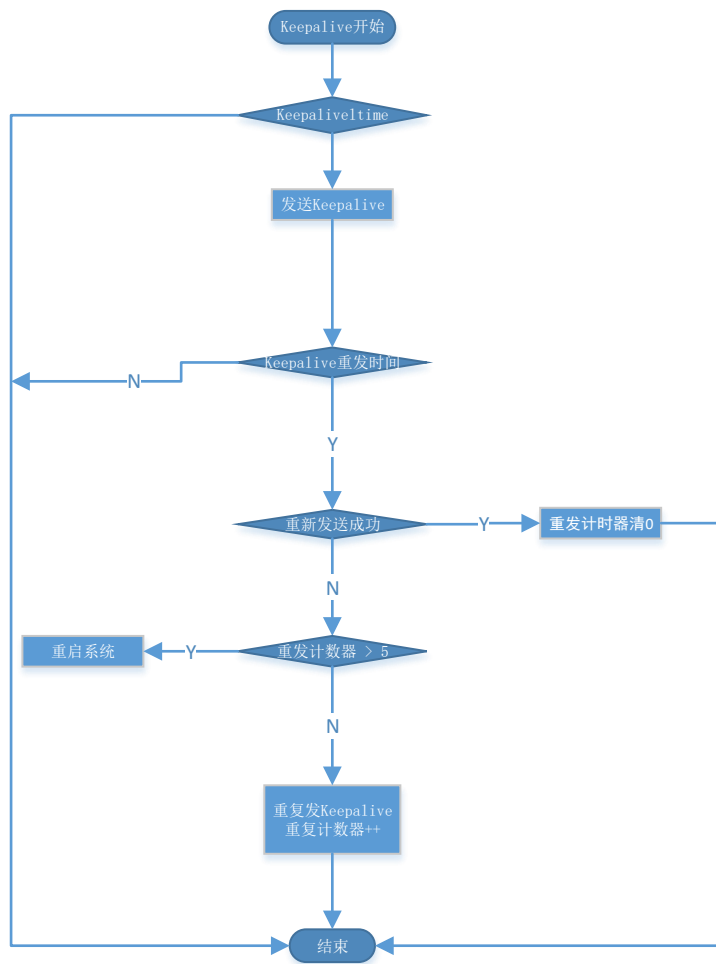 Keepalive开始
Keepaliveltime
发送Keepalive
Keepalive重发时间
N
Y
重新发送成功
Y
重发计时器清0
N
重发计数器 > 5
Y
重启系统
N
重复发Keepalive
重复计数器++
结束